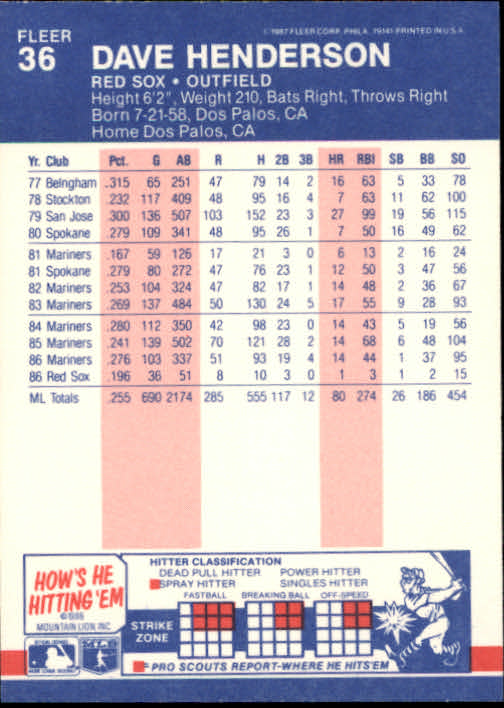 FLEER
36
DAVE HENDERSON
© 1987 FLEER CORP., PHILA. 19141 PRINTED IN U.S.A.
RED SOX • OUTFIELD
Height 6'2", Weight 210, Bats Right, Throws Right
Born 7-21-58, Dos Palos, CA
Home Dos Palos, CA
Yr. Club Pct. G AB R H 2B 3B HR RBI SB BB SO
77 Belngham .315 65 251 47 79 14 2 16 63 5 33 78
78 Stockton .232 117 409 48 95 16 4 7 63 11 62 100
79 San Jose .300 136 507 103 152 23 3 27 99 19 56 115
80 Spokane .279 109 341 48 95 26 1 7 50 16 49 62
81 Mariners .167 59 126 17 21 3 0 6 13 2 16 24
81 Spokane .279 80 272 47 76 23 1 12 50 3 47 56
82 Mariners .253 104 324 47 82 17 1 14 48 2 36 67
83 Mariners .269 137 484 50 130 24 5 17 55 9 28 93
84 Mariners .280 112 350 42 98 23 0 14 43 5 19 56
85 Mariners .241 139 502 70 121 28 2 14 68 6 48 104
86 Mariners .276 103 337 51 93 19 4 14 44 1 37 95
86 Red Sox .196 36 51 8 10 3 0 1 3 1 2 15
ML Totals .255 690 2174 285 555 117 12 80 274 26 186 454
HOW'S HE
HITTING 'EM
©1986
MOUNTAIN LION, INC
HITTER CLASSIFICATION
DEAD PULL HITTER POWER HITTER
SPRAY HITTER SINGLES HITTER
FASTBALL BREAKING BALL OFF-SPEED
STRIKE
ZONE
PRO SCOUTS REPORT-WHERE HE HITS'EM